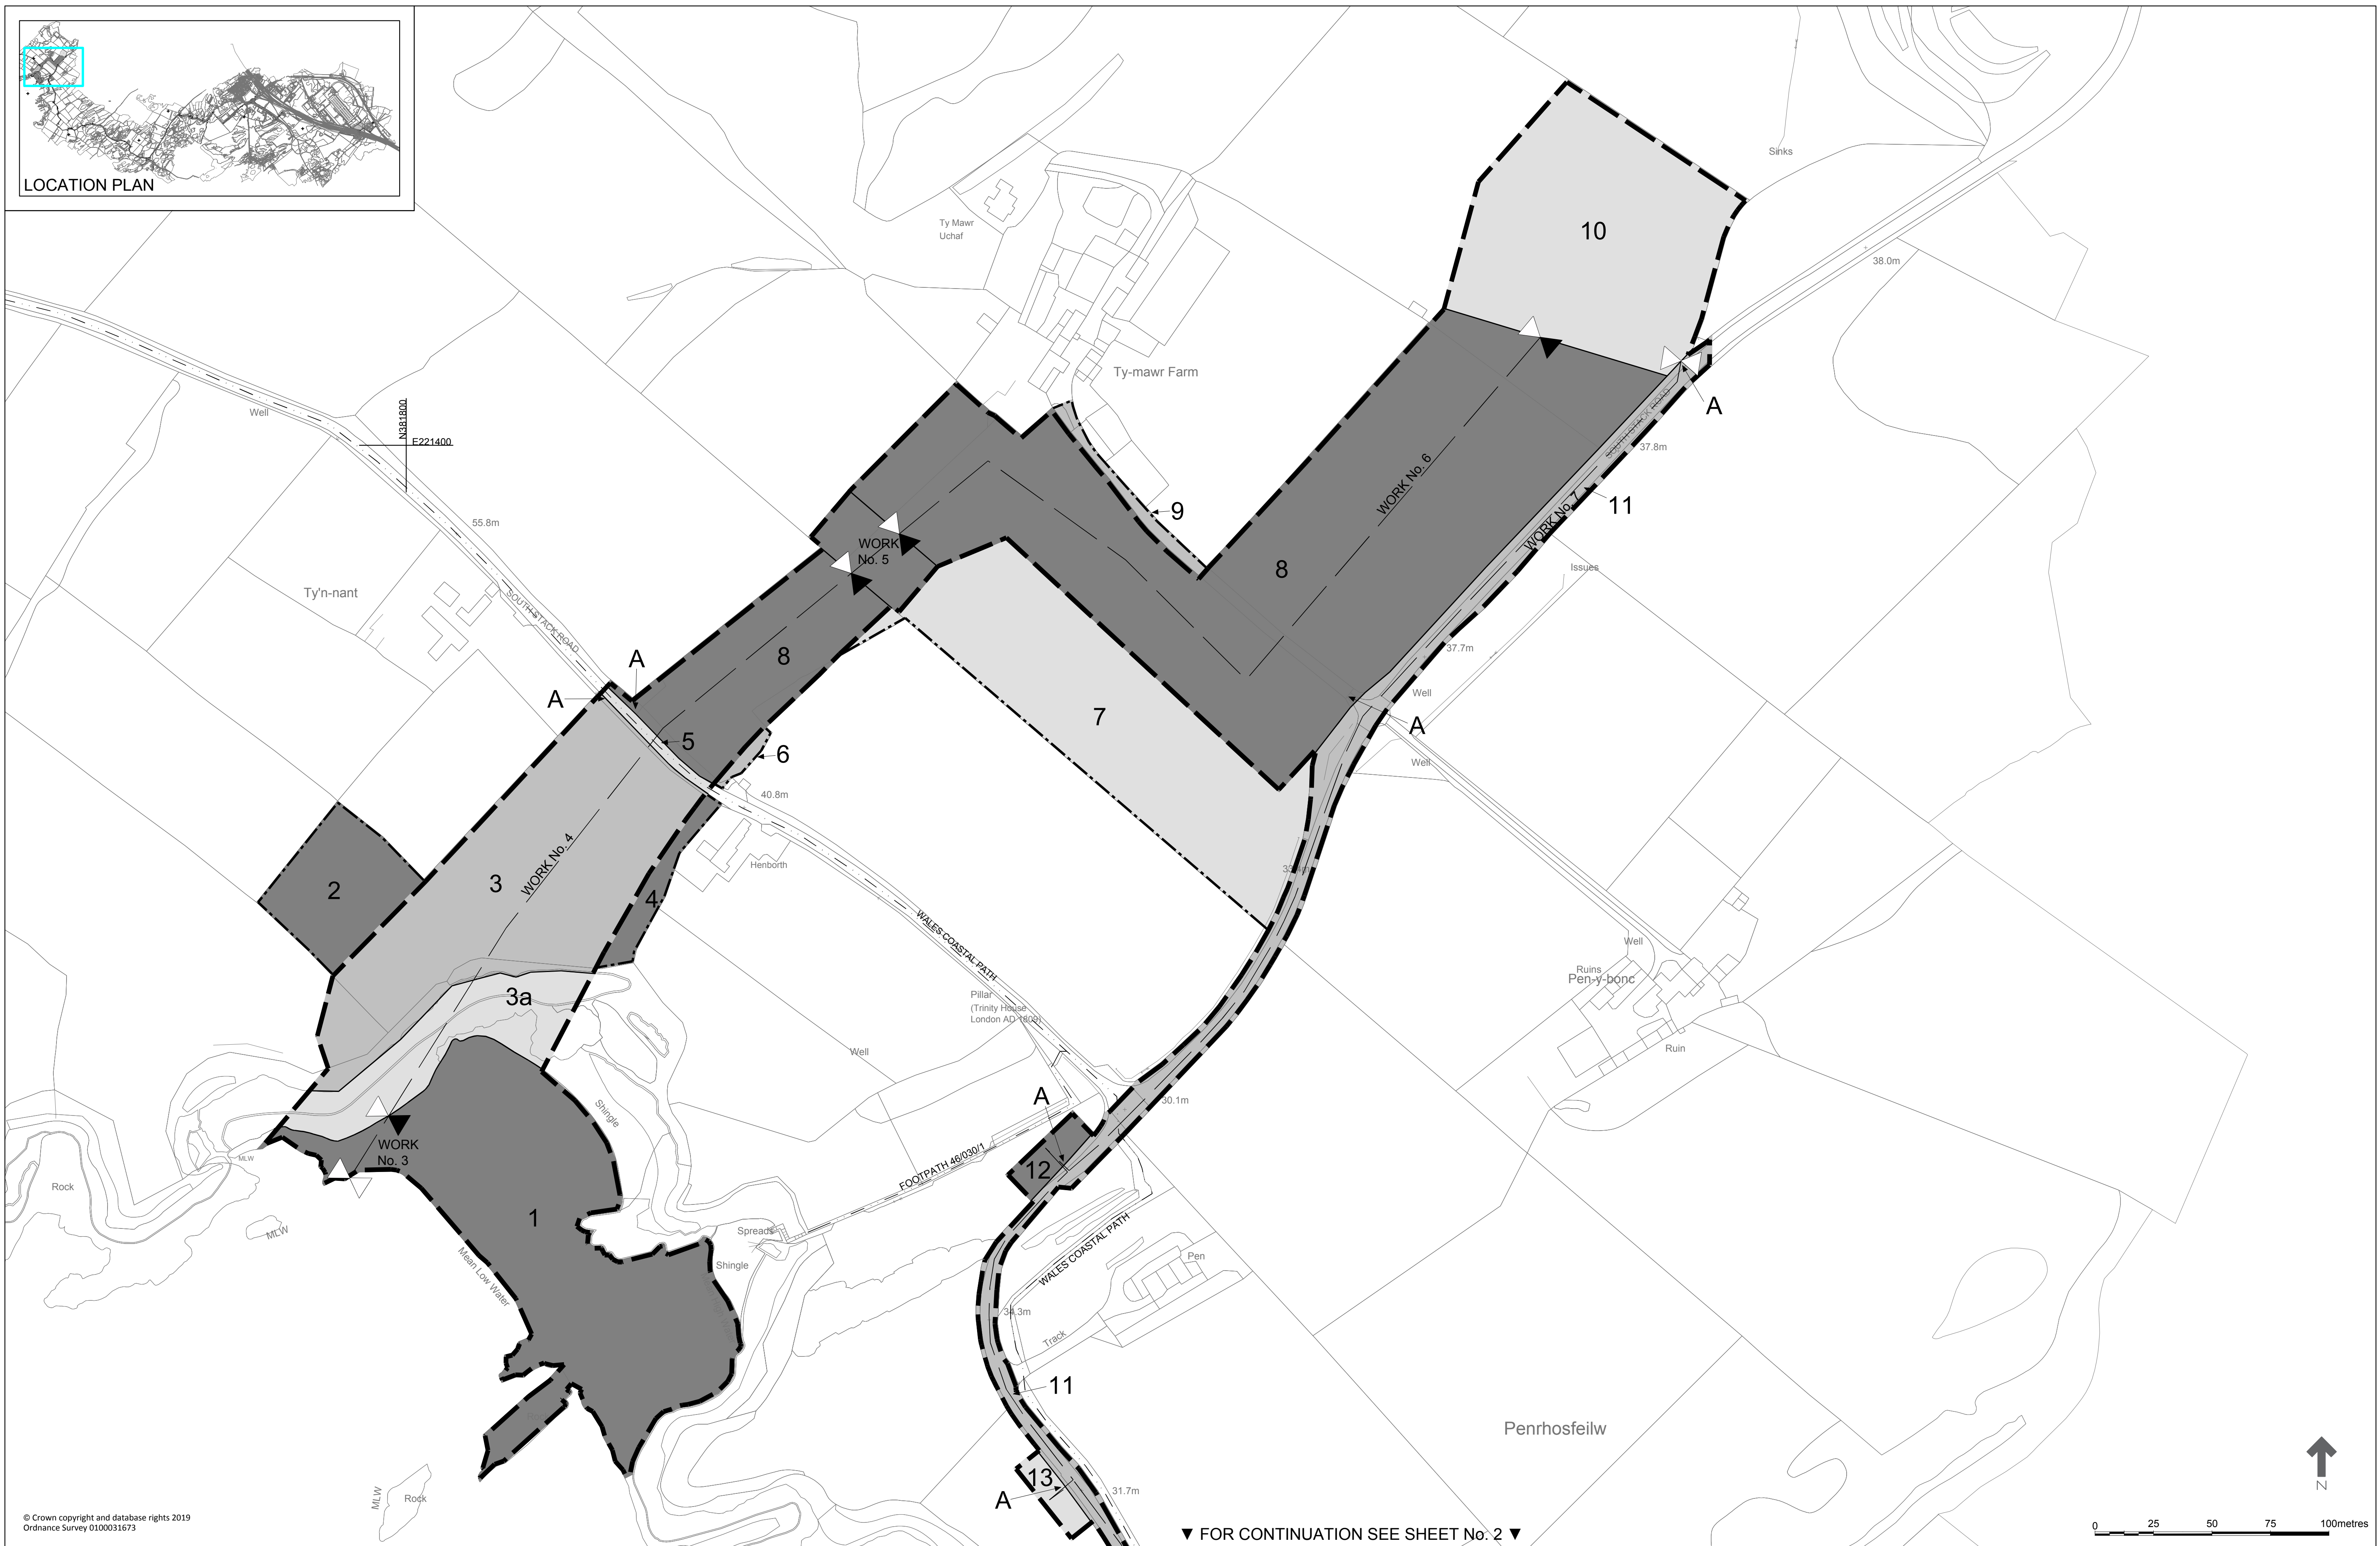 LOCATION PLAN
Sinks
10
Ty Mawr
Uchaf
38.0m
Ty-mawr Farm
A
Well
N381800
E221400
SOUTH STACK ROAD
37.8m
WORK No. 6
11
9
WORK No. 7
55.8m
WORK
No. 5
8
Issues
Ty'n-nant
SOUTH STACK ROAD
37.7m
A
8
A
Well
7
A
5
6
Well
40.8m
WORK No. 4
Henborth
3
2
4
WALES COASTAL PATH
Well
Ruins
Pen-y-bonc
3a
Pillar
(Trinity House
London AD 1809)
Well
Ruin
A
30.1m
Shingle
WORK
No. 3
MLW
FOOTPATH 46/030/1
12
Rock
1
MLW
Spreads
WALES COASTAL PATH
Pen
Shingle
Mean Low Water
34.3m
Track
11
Penrhosfeilw
13
A
31.7m
MLW
Rock
N
© Crown copyright and database rights 2019
Ordnance Survey 0100031673
▼ FOR CONTINUATION SEE SHEET No. 2 ▼
0 25 50 75 100metres